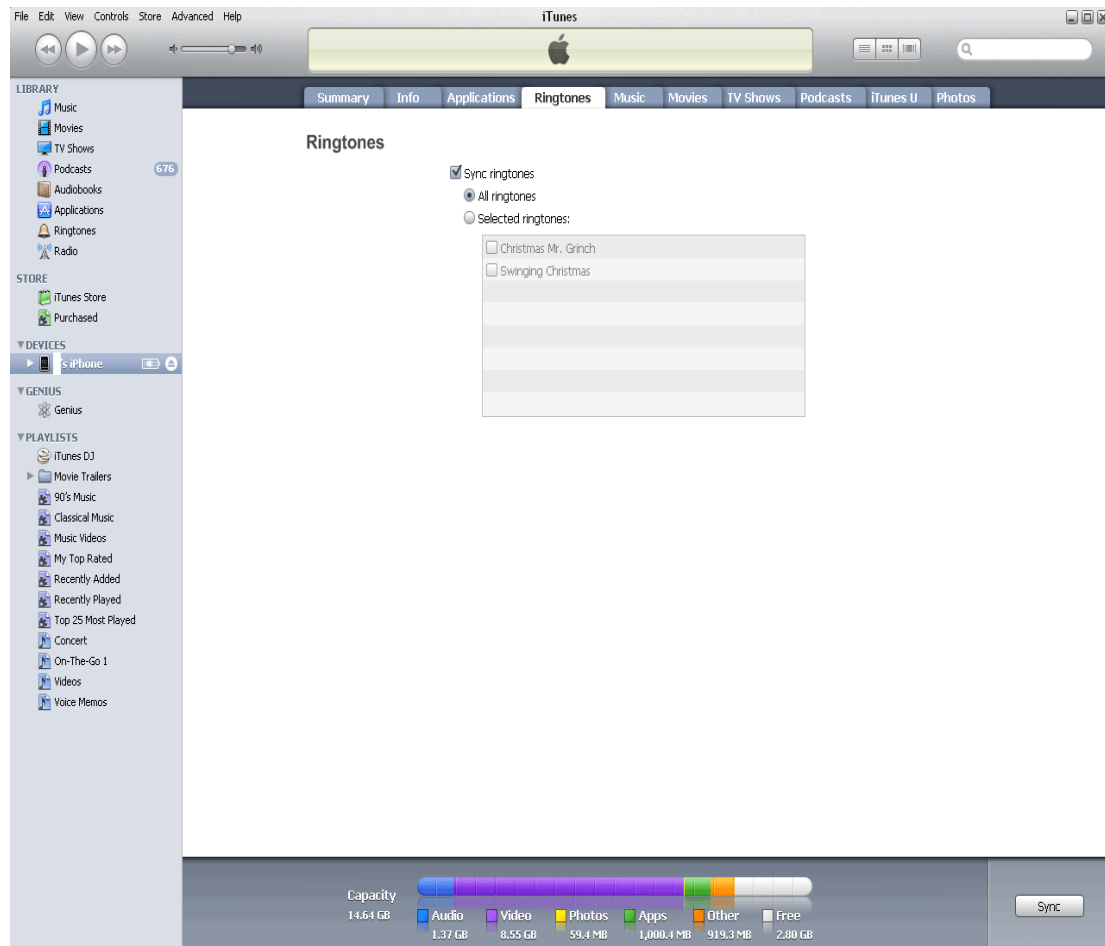 File Edit View Controls Store Advanced Help
iTunes
LIBRARY
Music
Movies
TV Shows
Podcasts 676
Audiobooks
Applications
Ringtones
Radio
STORE
iTunes Store
Purchased
DEVICES
's iPhone
GENIUS
Genius
PLAYLISTS
iTunes DJ
Movie Trailers
90's Music
Classical Music
Music Videos
My Top Rated
Recently Added
Recently Played
Top 25 Most Played
Concert
On-The-Go 1
Videos
Voice Memos
Summary Info Applications Ringtones Music Movies TV Shows Podcasts iTunes U Photos
Ringtones
Sync ringtones
All ringtones
Selected ringtones:
Christmas Mr. Grinch
Swinging Christmas
Capacity
14.64 GB
Audio Video Photos Apps Other Free
1.37 GB 8.55 GB 59.4 MB 1,000.4 MB 919.3 MB 2.80 GB
Sync